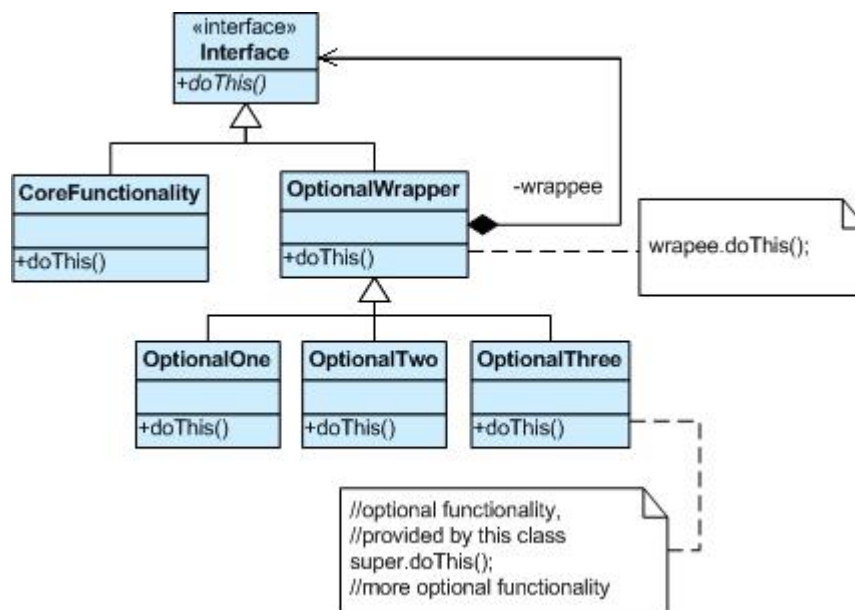 «interface»
Interface
+doThis()
CoreFunctionality
+doThis()
OptionalWrapper
+doThis()
-wrappee
wrapee.doThis();
OptionalOne
+doThis()
OptionalTwo
+doThis()
OptionalThree
+doThis()
//optional functionality,
//provided by this class
super.doThis();
//more optional functionality